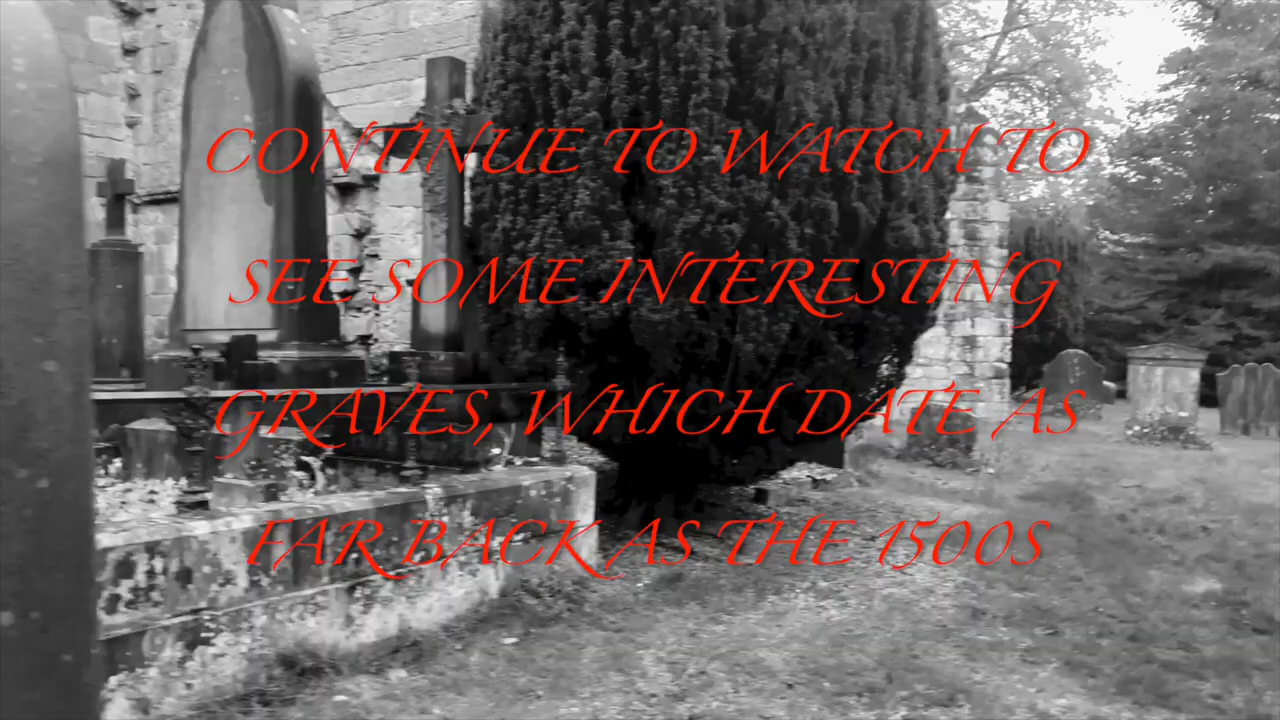 CONTINUE TO WATCH TO
SEE SOME INTERESTING
GRAVES, WHICH DATE AS
FAR BACK AS THE 1500S